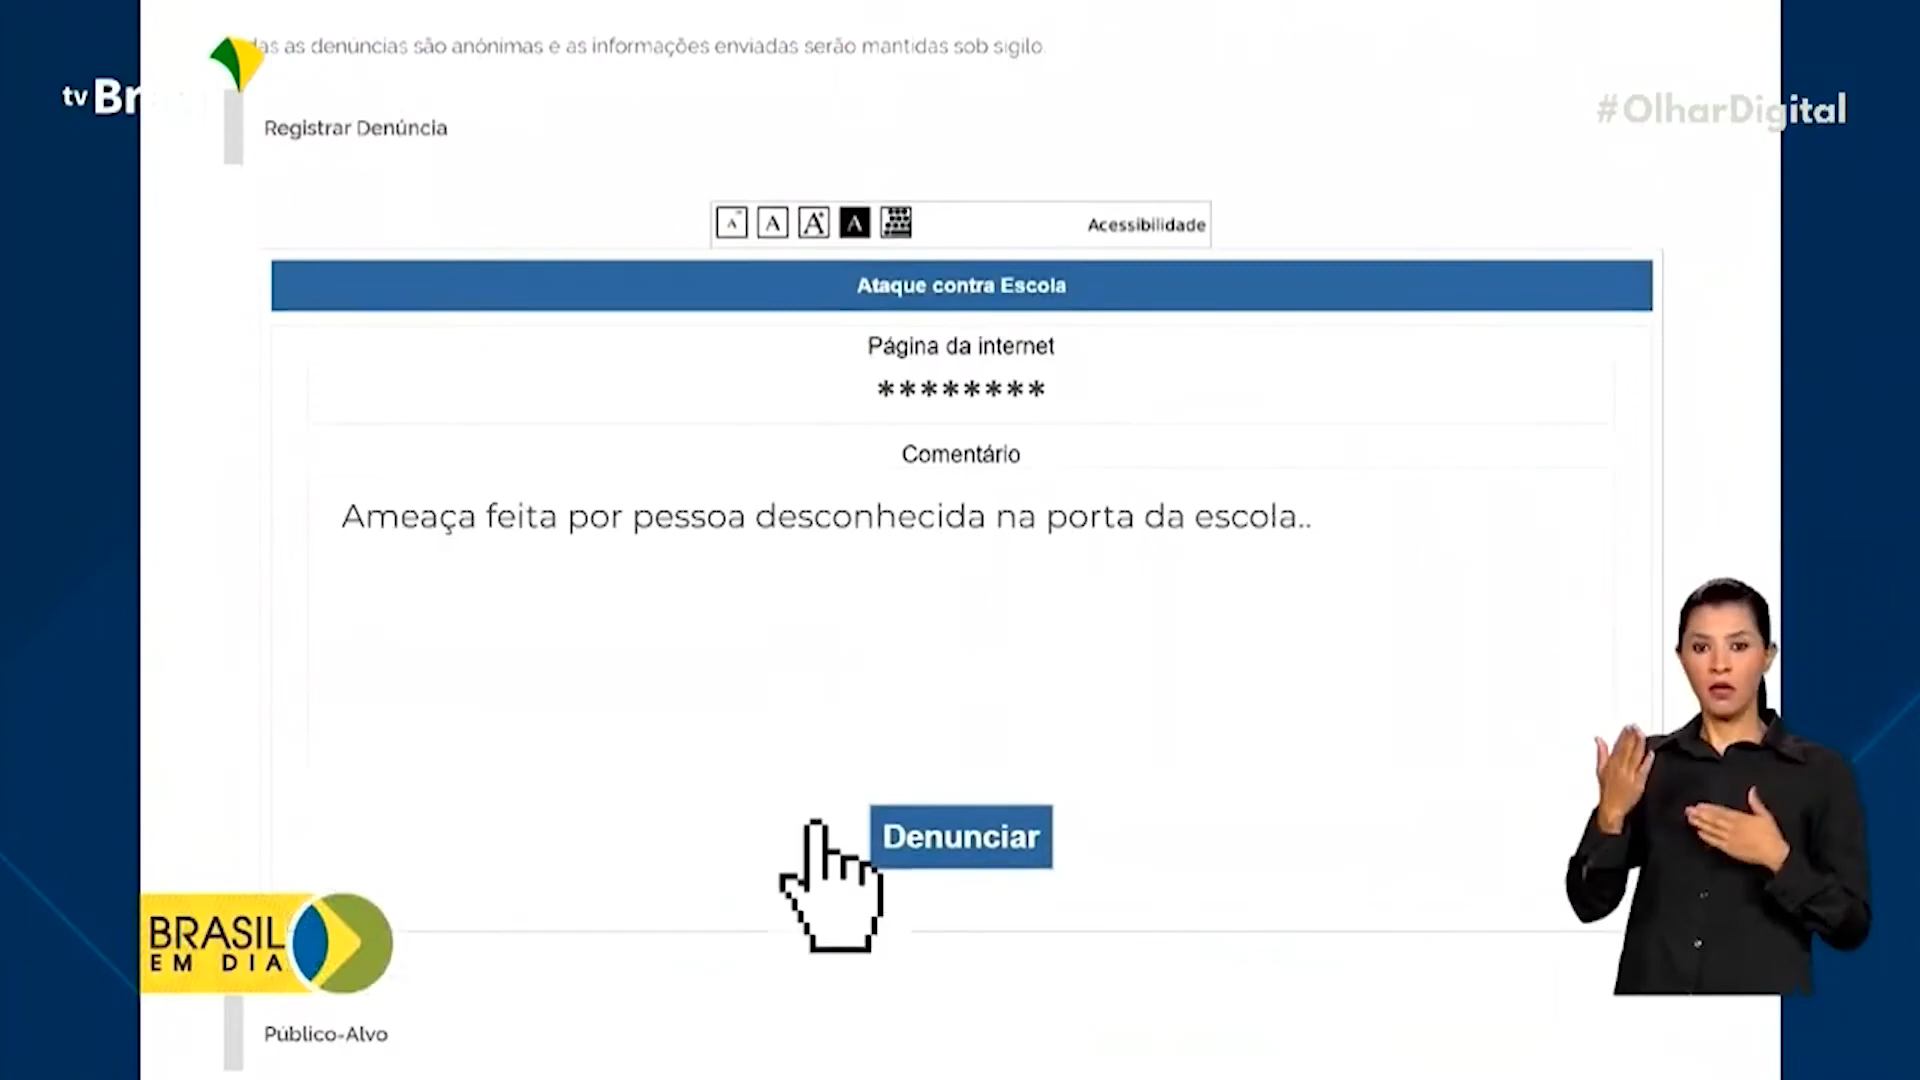 as denúncias são anónimas e as informações enviadas serão mantidas sob sigilo.
tv Br
#OlharDigital
Registrar Denúncia
A A A+ A
Acessibilidade
Ataque contra Escola
Página da internet
********
Comentário
Ameaça feita por pessoa desconhecida na porta da escola..
Denunciar
BRASIL
EM DIA
Público-Alvo